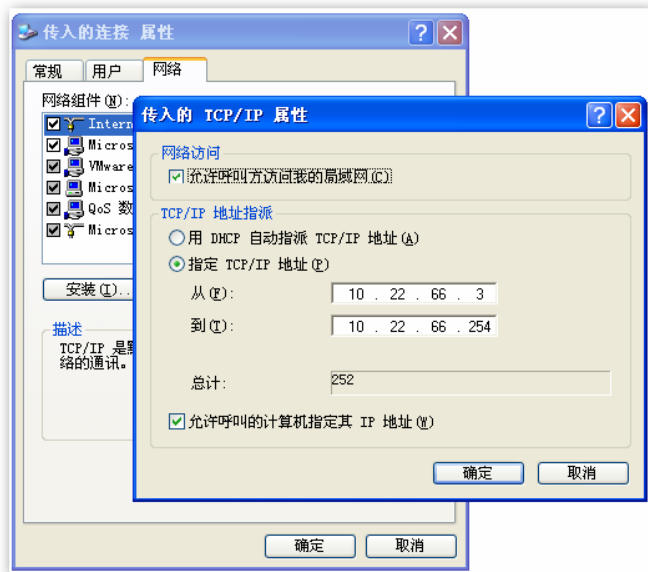 传入的连接 属性
常规 用户 网络
网络组件(N):
Intern
Micros
VMware
Micros
QoS 数
Micros
安装(I)..
描述
TCP/IP 是
络的通讯。
确定 取消
传入的 TCP/IP 属性
网络访问
允许呼叫方访问我的局域网(C)
TCP/IP 地址指派
用 DHCP 自动指派 TCP/IP 地址(A)
指定 TCP/IP 地址(P)
从(F): 10 . 22 . 66 . 3
到(T): 10 . 22 . 66 . 254
总计: 252
允许呼叫的计算机指定其 IP 地址(W)
确定 取消